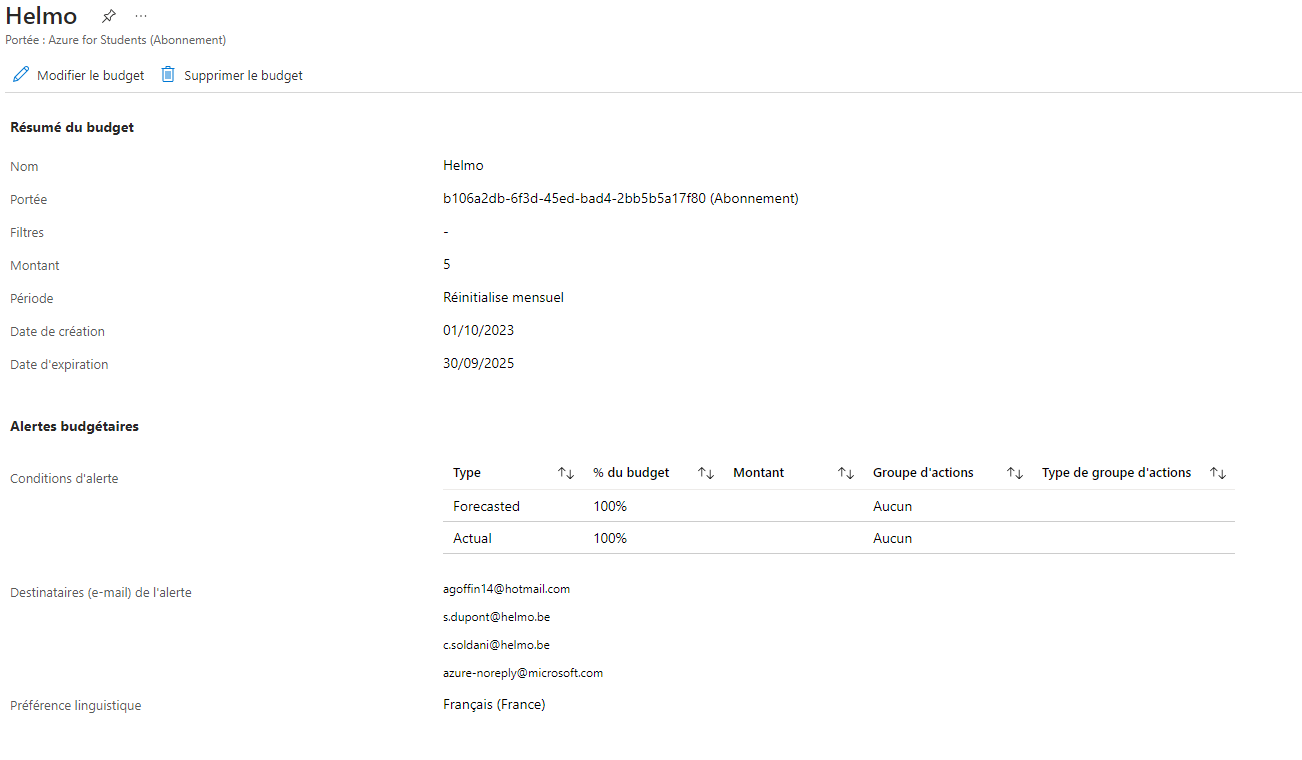 Helmo
Portée : Azure for Students (Abonnement)
Modifier le budget Supprimer le budget
Résumé du budget
Nom Helmo
Portée b106a2db-6f3d-45ed-bad4-2bb5b5a17f80 (Abonnement)
Filtres -
Montant 5
Période Réinitialise mensuel
Date de création 01/10/2023
Date d'expiration 30/09/2025
Alertes budgétaires
Conditions d'alerte
Type % du budget Montant Groupe d'actions Type de groupe d'actions
Forecasted 100% Aucun
Actual 100% Aucun
Destinataires (e-mail) de l'alerte
agoffin14@hotmail.com
s.dupont@helmo.be
c.soldani@helmo.be
azure-noreply@microsoft.com
Préférence linguistique Français (France)